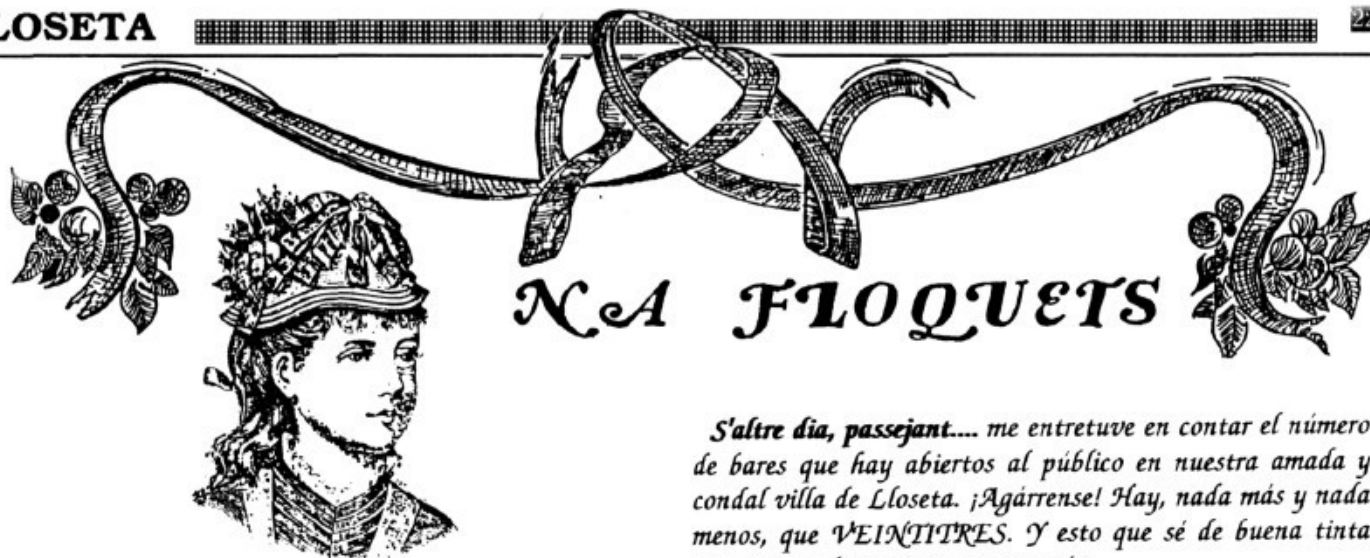 LOSETA
NA FLOQUETS
S'altre dia, passejant.... me entretuve en contar el número
de bares que hay abiertos al público en nuestra amada y
condal villa de Lloseta. ¡Agárrense! Hay, nada más y nada
menos, que VEINTITRES. Y esto que sé de buena tinta